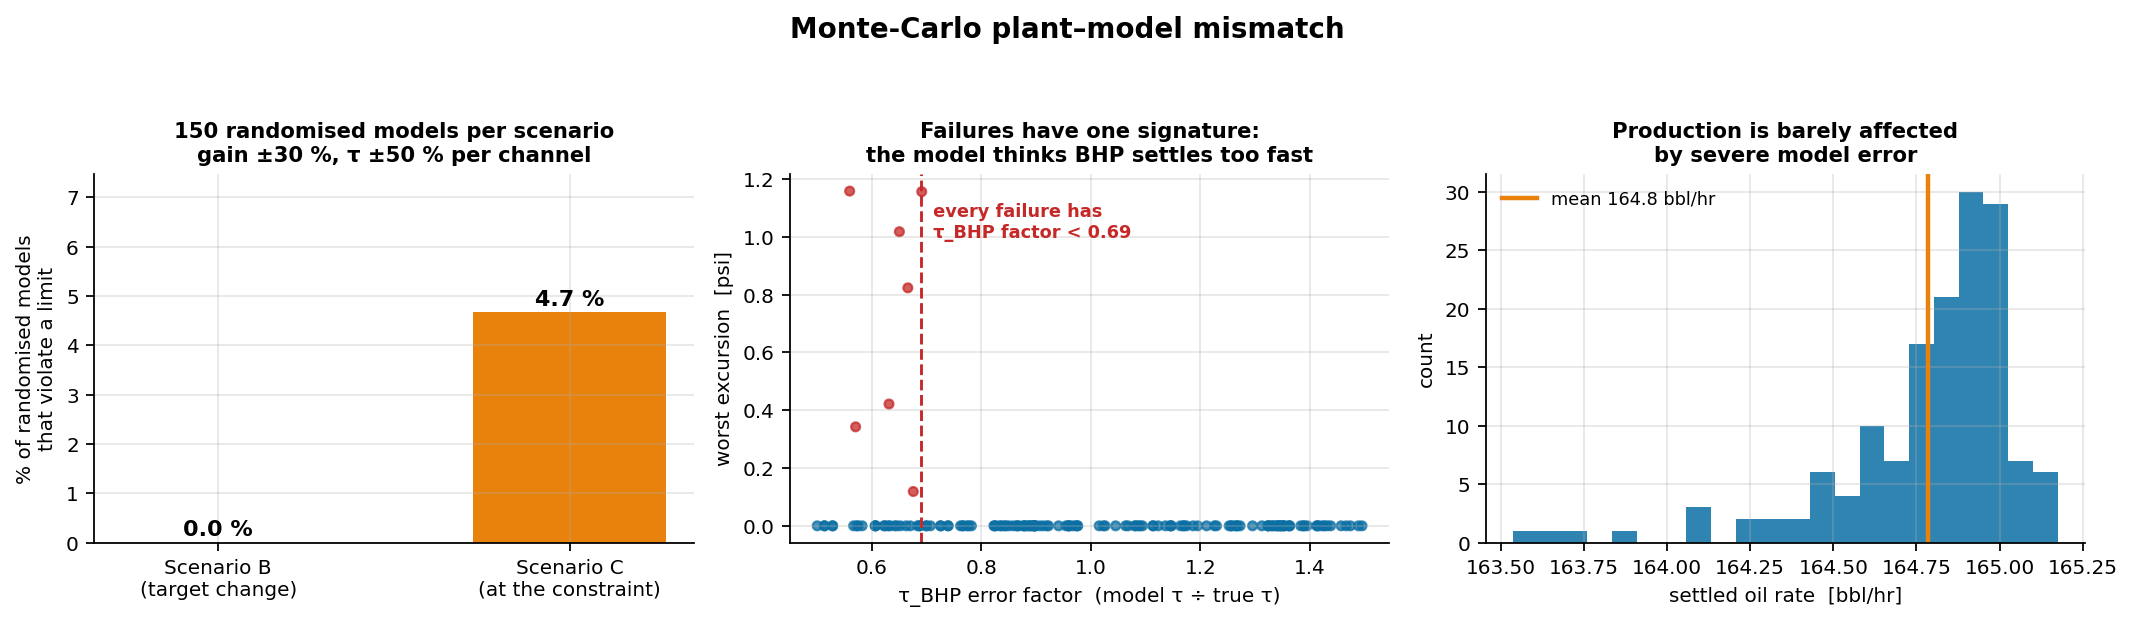 Monte-Carlo plant–model mismatch
150 randomised models per scenario
gain ±30 %, τ ±50 % per channel
% of randomised models
that violate a limit
7
6
5
4
3
2
1
0
0.0 %
4.7 %
Scenario B
(target change)
Scenario C
(at the constraint)
Failures have one signature:
the model thinks BHP settles too fast
worst excursion [psi]
1.2
1.0
0.8
0.6
0.4
0.2
0.0
every failure has
τ_BHP factor < 0.69
0.6 0.8 1.0 1.2 1.4
τ_BHP error factor (model τ ÷ true τ)
Production is barely affected
by severe model error
count
30
25
20
15
10
5
0
mean 164.8 bbl/hr
163.50 163.75 164.00 164.25 164.50 164.75 165.00 165.25
settled oil rate [bbl/hr]